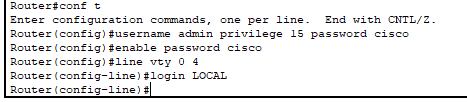 Router#conf t
Enter configuration commands, one per line.  End with CNTL/Z.
Router(config)#username admin privilege 15 password cisco
Router(config)#enable password cisco
Router(config)#line vty 0 4
Router(config-line)#login LOCAL
Router(config-line)#